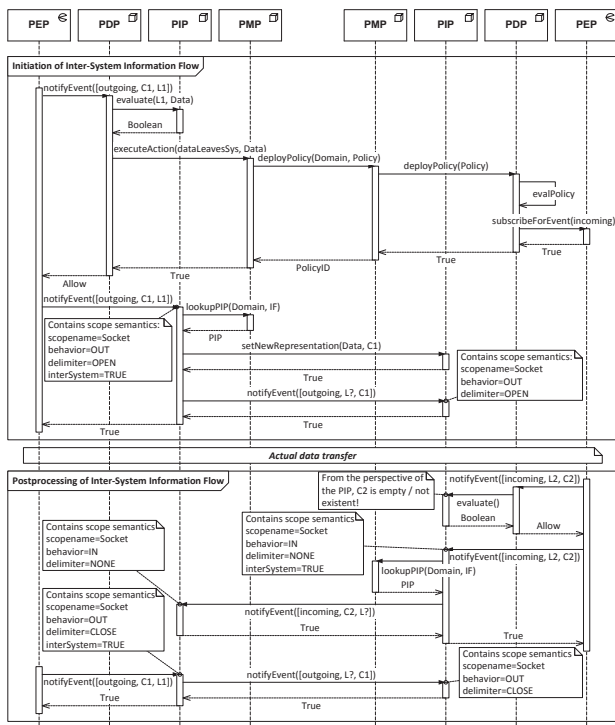 PEP PDP PIP PMP PMP PIP PDP PEP
Initiation of Inter-System Information Flow
notifyEvent([outgoing, C1, L1])
evaluate(L1, Data)
Boolean
executeAction(dataLeavesSys, Data)
deployPolicy(Domain, Policy)
deployPolicy(Policy)
evalPolicy
subscribeForEvent(incoming)
True
True
PolicyID
True
Allow
notifyEvent([outgoing, C1, L1])
lookupPIP(Domain, IF)
PIP
Contains scope semantics:
scopename=Socket
behavior=OUT
delimiter=OPEN
interSystem=TRUE
setNewRepresentation(Data, C1)
True
Contains scope semantics:
scopename=Socket
behavior=OUT
delimiter=OPEN
notifyEvent([outgoing, L?, C1])
True
True
Actual data transfer
Postprocessing of Inter-System Information Flow
From the perspective of
the PIP, C2 is empty / not
existent!
notifyEvent([incoming, L2, C2])
evaluate()
Boolean
Allow
Contains scope semantics
scopename=Socket
behavior=IN
delimiter=NONE
Contains scope semantics
scopename=Socket
behavior=IN
delimiter=NONE
interSystem=TRUE
notifyEvent([incoming, L2, C2])
lookupPIP(Domain, IF)
PIP
notifyEvent([incoming, C2, L?])
True
True
Contains scope semantics
scopename=Socket
behavior=OUT
delimiter=CLOSE
interSystem=TRUE
Contains scope semantics
scopename=Socket
behavior=OUT
delimiter=CLOSE
notifyEvent([outgoing, C1, L1])
notifyEvent([outgoing, L?, C1])
True
True